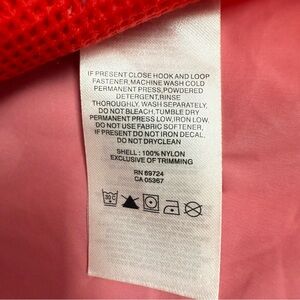 IF PRESENT CLOSE HOOK AND LOOP
FASTENER,MACHINE WASH COLD
PERMANENT PRESS,POWDERED
DETERGENT,RINSE
THOROUGHLY, WASH SEPARATELY,
DO NOT BLEACH,TUMBLE DRY
PERMANENT PRESS LOW,IRON LOW,
DO NOT USE FABRIC SOFTENER,
IF PRESENT DO NOT IRON DECAL,
DO NOT DRYCLEAN
SHELL : 100% NYLON
EXCLUSIVE OF TRIMMING
RN 69724
CA 05367
30C